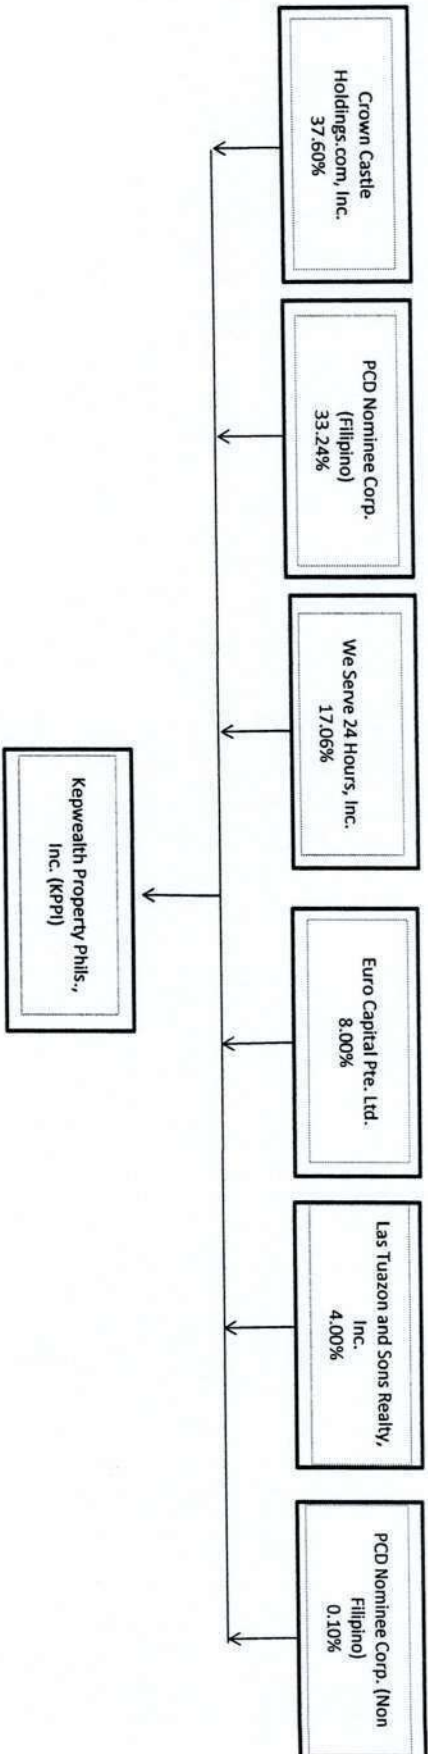 Crown Castle
Holdings.com, Inc.
37.60%
PCD Nominee Corp.
(Filipino)
33.24%
We Serve 24 Hours, Inc.
17.06%
Euro Capital Pte. Ltd.
8.00%
Las Tuazon and Sons Realty,
Inc.
4.00%
PCD Nominee Corp. (Non
Filipino)
0.10%
Kepwealth Property Phils.,
Inc. (KPPI)